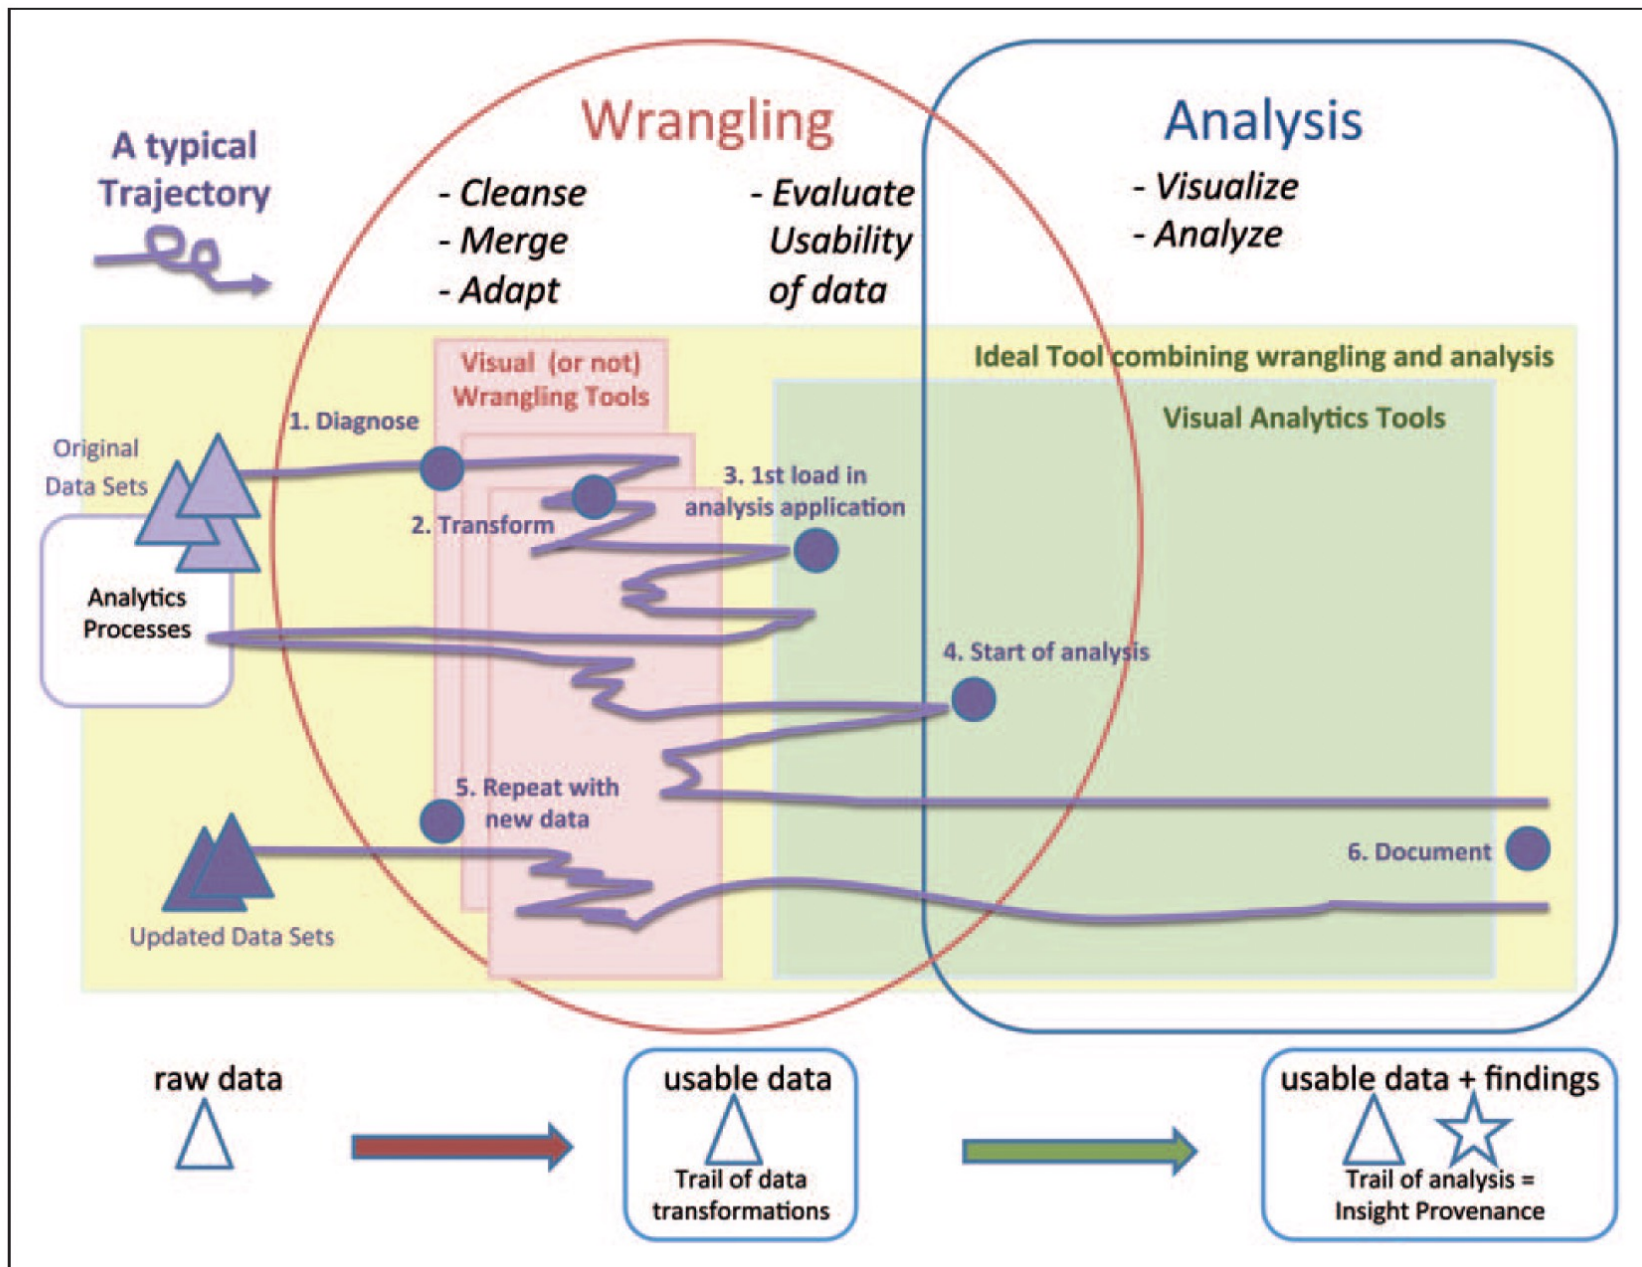 A typical
Trajectory
Wrangling
- Cleanse
- Merge
- Adapt
- Evaluate
Usability
of data
Analysis
- Visualize
- Analyze
Visual (or not)
Wrangling Tools
Ideal Tool combining wrangling and analysis
Visual Analytics Tools
Original
Data Sets
1. Diagnose
2. Transform
3. 1st load in
analysis application
Analytics
Processes
4. Start of analysis
5. Repeat with
new data
6. Document
Updated Data Sets
raw data
usable data
Trail of data
transformations
usable data + findings
Trail of analysis =
Insight Provenance